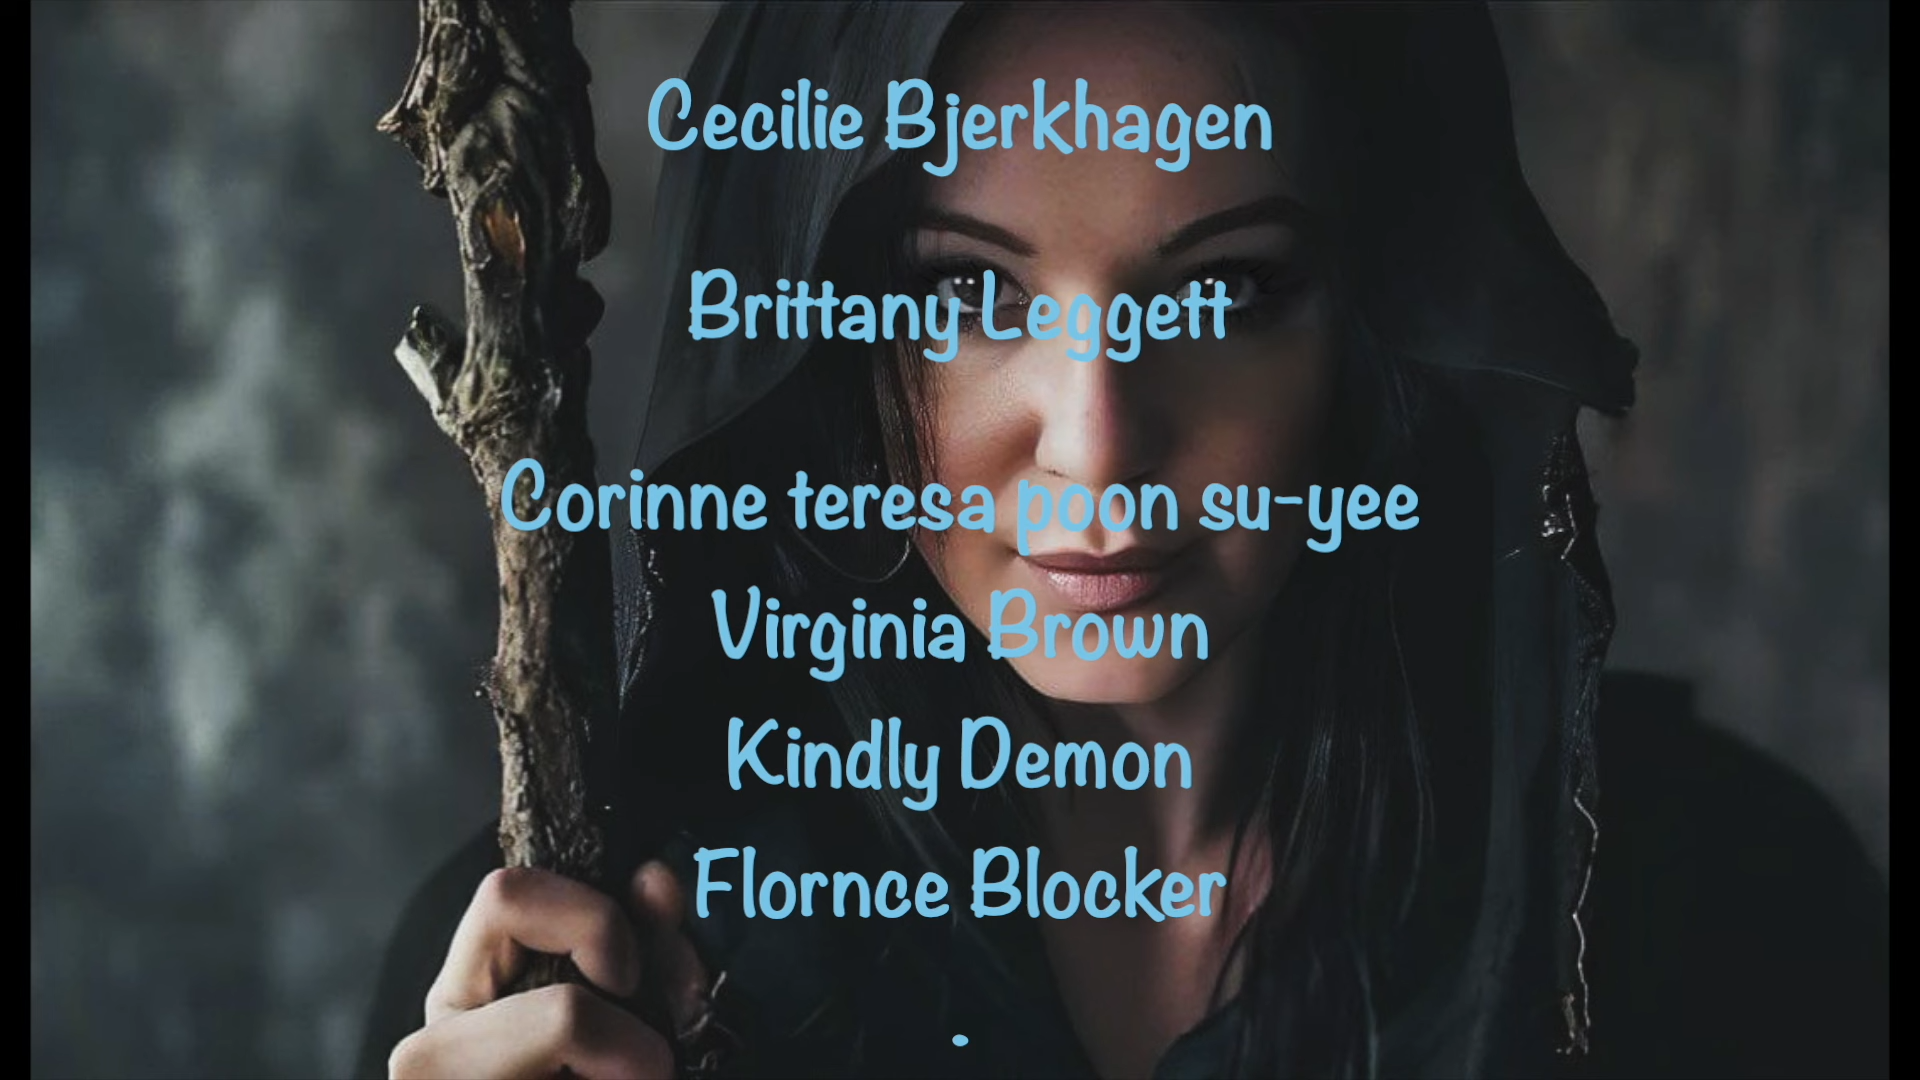 Cecilie Bjerkhagen
Brittany Leggett
Corinne teresa poon su-yee
Virginia Brown
Kindly Demon
Flornce Blocker
.